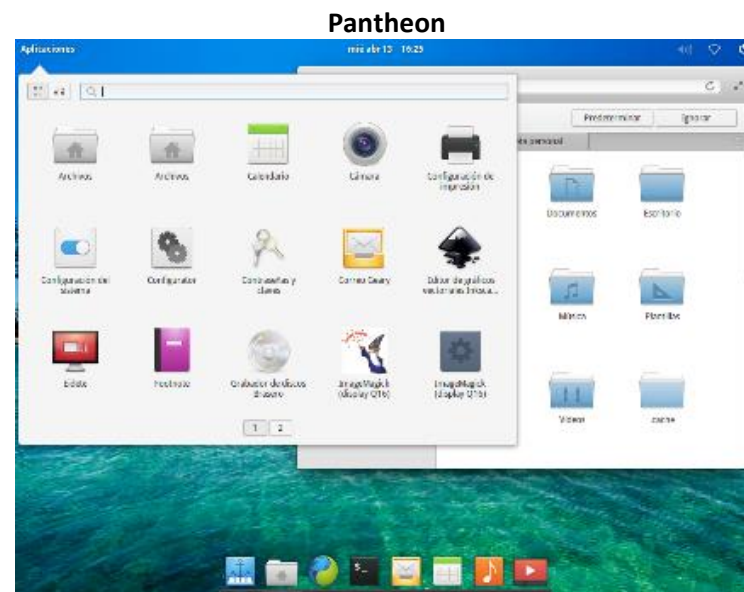 Pantheon
Aplicaciones
mié abr 13 16:25
Predeterminar
Ignorar
personal
Archivos
Archivos
Calendario
Cámara
Configuración de
impresión
Documentos
Escritorio
Configuración del
sistema
Configurator
Contraseñas y
claves
Correo Geary
Editor de gráficos
vectoriales Inksca...
Música
Plantillas
Eidete
Footnote
Grabador de discos
Brasero
ImageMagick
(display Q16)
ImageMagick
(display Q16)
Vídeos
cache
1 2